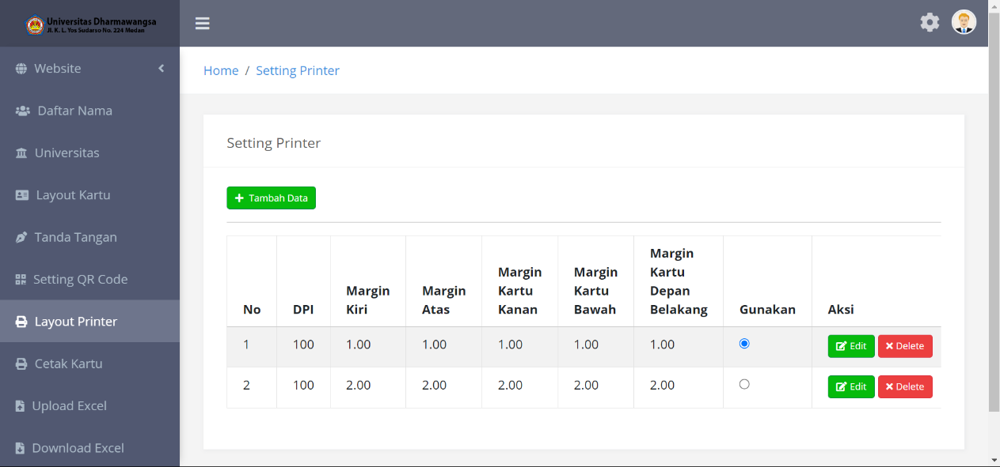 Universitas Dharmawangsa
Jl. K. L. Yos Sudarso No. 224 Medan
Website
Daftar Nama
Universitas
Layout Kartu
Tanda Tangan
Setting QR Code
Layout Printer
Cetak Kartu
Upload Excel
Download Excel
Home / Setting Printer
Setting Printer
+ Tambah Data
No DPI Margin Kiri Margin Atas Margin Kartu Kanan Margin Kartu Bawah Margin Kartu Depan Belakang Gunakan Aksi
1 100 1.00 1.00 1.00 1.00 1.00 Edit Delete
2 100 2.00 2.00 2.00 2.00 2.00 Edit Delete